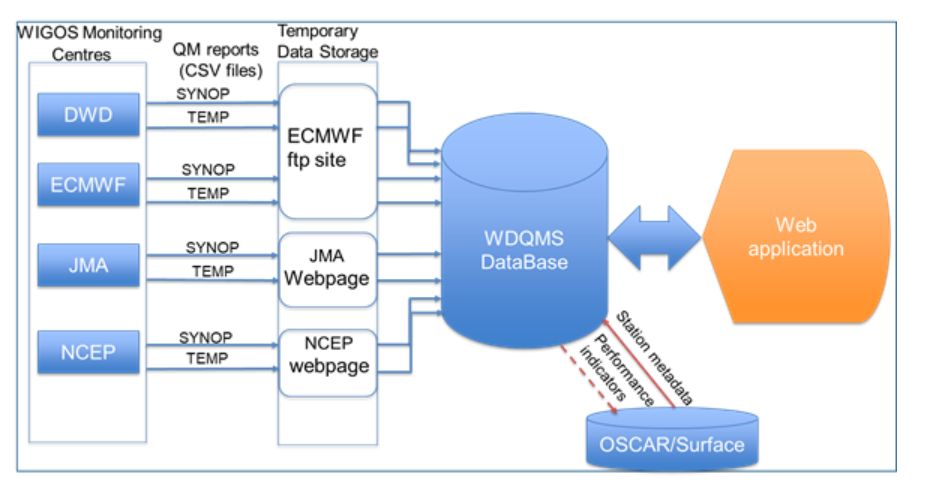 WIGOS Monitoring
Centres
QM reports
(CSV files)
Temporary
Data Storage
DWD
SYNOP
TEMP
ECMWF
SYNOP
TEMP
ECMWF
ftp site
JMA
SYNOP
TEMP
JMA
Webpage
NCEP
SYNOP
TEMP
NCEP
webpage
WDQMS
DataBase
Web
application
Station metadata
Performance
indicators
OSCAR/Surface